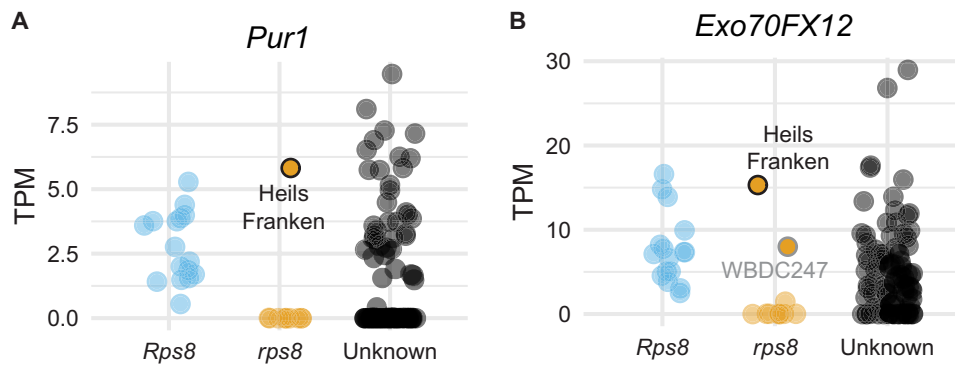 A
Pur1
TPM
7.5
5.0
2.5
0.0
Heils
Franken
Rps8
rps8
Unknown
B
Exo70FX12
TPM
30
20
10
0
Heils
Franken
WBDC247
Rps8
rps8
Unknown